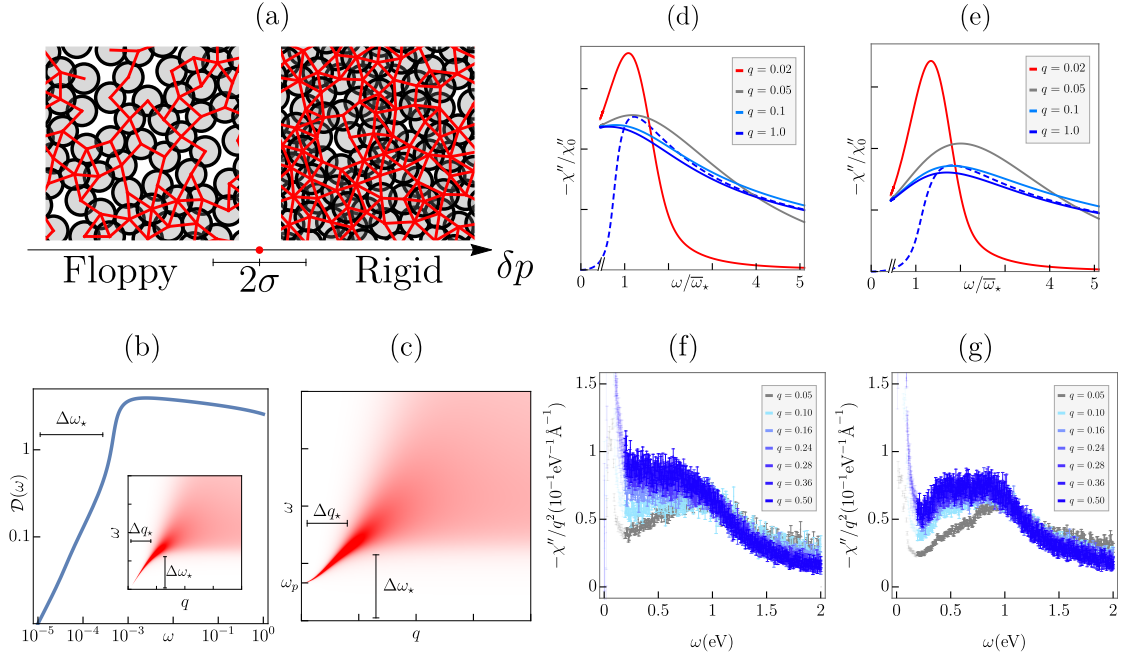 (a)
Floppy
2σ
Rigid
δp
(b)
D(ω)
1
0.1
Δω⋆
ω
Δq⋆
Δω⋆
q
10⁻⁵ 10⁻⁴ 10⁻³ ω 10⁻¹ 10⁰
(c)
ω
Δq⋆
ω_p
Δω⋆
q
(d)
−χ″/χ″₀
q = 0.02
q = 0.05
q = 0.1
q = 1.0
0 1 ω/ω̅⋆ 4 5
(e)
−χ″/χ″₀
q = 0.02
q = 0.05
q = 0.1
q = 1.0
0 1 ω/ω̅⋆ 4 5
(f)
−χ″/q²(10⁻¹eV⁻¹Å⁻¹)
1.5
1
0.5
0
q = 0.05
q = 0.10
q = 0.16
q = 0.24
q = 0.28
q = 0.36
q = 0.50
0 0.5 1 1.5 2
ω(eV)
(g)
−χ″/q²(10⁻¹eV⁻¹Å⁻¹)
1.5
1
0.5
0
q = 0.05
q = 0.10
q = 0.16
q = 0.24
q = 0.28
q = 0.36
q = 0.50
0 0.5 1 1.5 2
ω(eV)